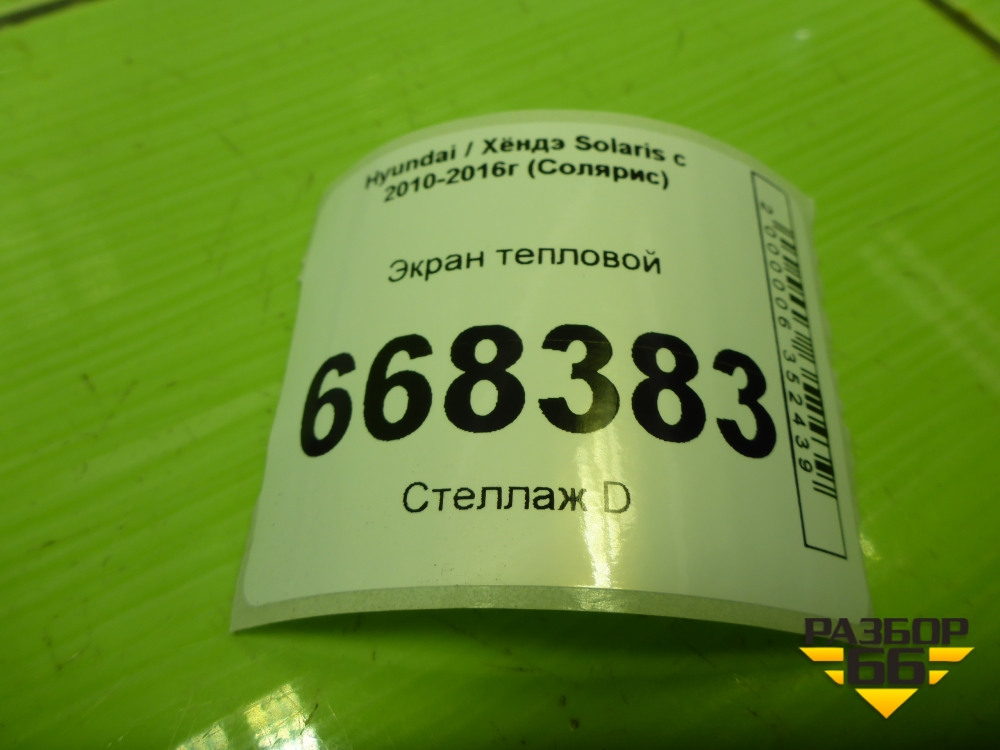 Hyundai / Хёндэ Solaris с
2010-2016г (Солярис)
Экран тепловой
668383
Стеллаж D
2000006352439
РАЗБОР
66